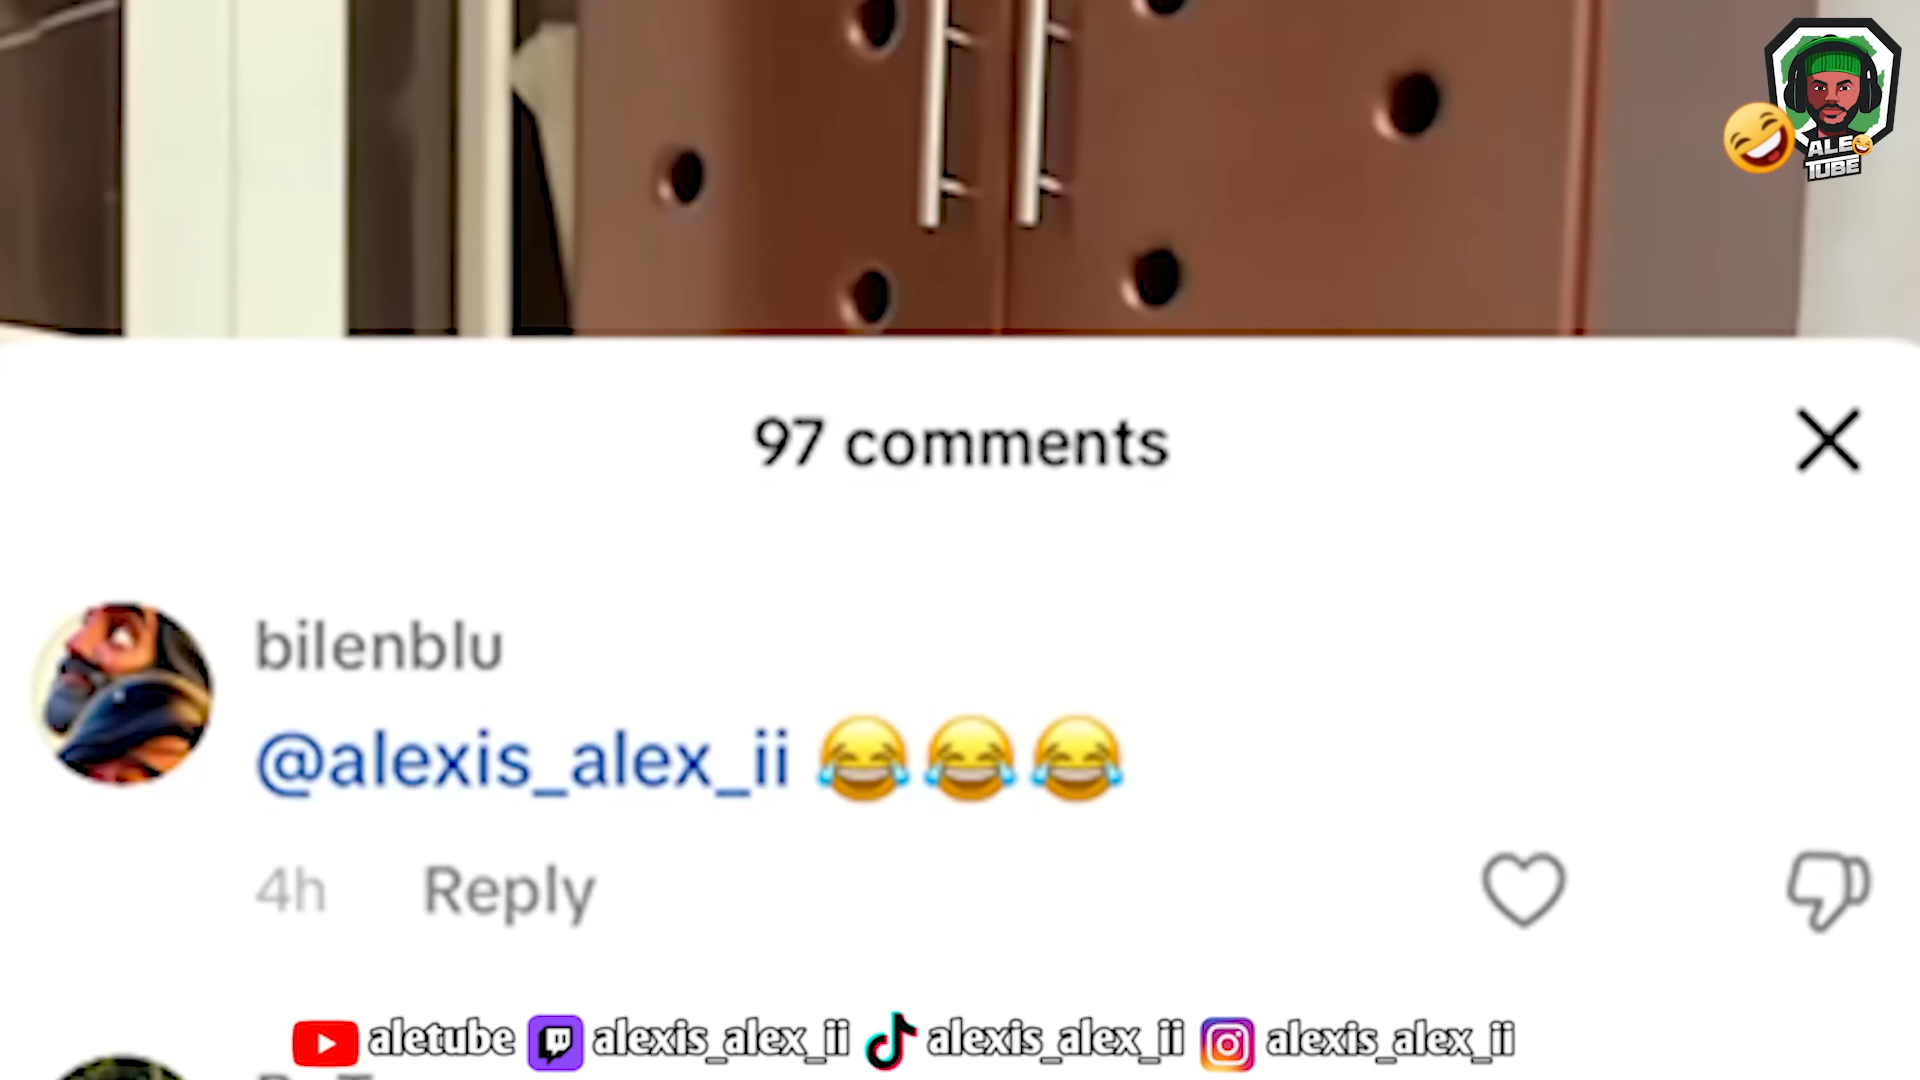 ALE
TUBE
97 comments
bilenblu
@alexis_alex_ii 😂😂😂
4h Reply
aletube alexis_alex_ii alexis_alex_ii alexis_alex_ii